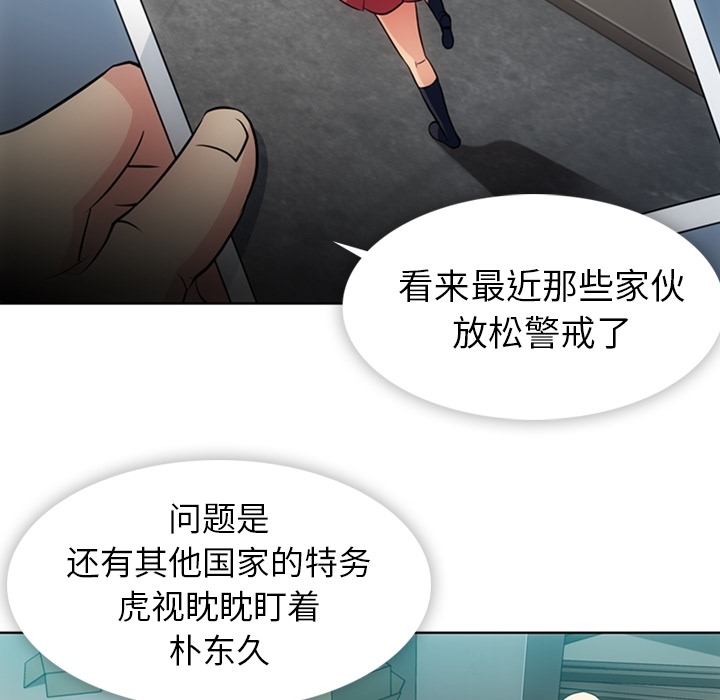 看来最近那些家伙
放松警戒了
问题是
还有其他国家的特务
虎视眈眈盯着
朴东久